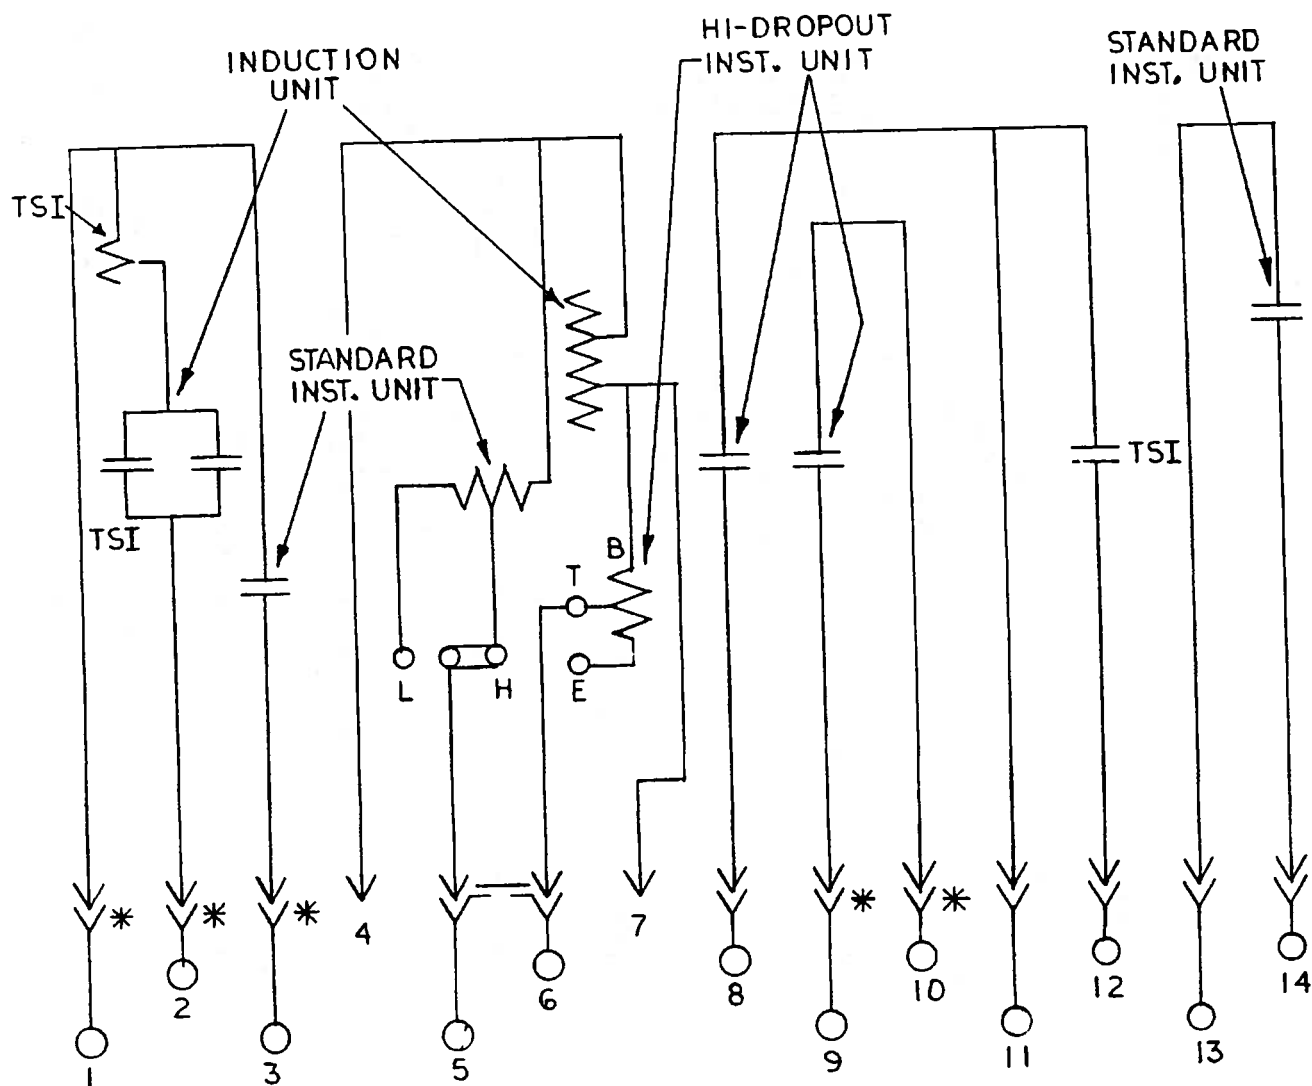 INDUCTION
UNIT
HI-DROPOUT
INST. UNIT
STANDARD
INST. UNIT
TSI
STANDARD
INST. UNIT
TSI
TSI
B
T
L
H
E
*
*
*
*
*
4
7
2
6
8
10
12
14
1
3
5
9
11
13